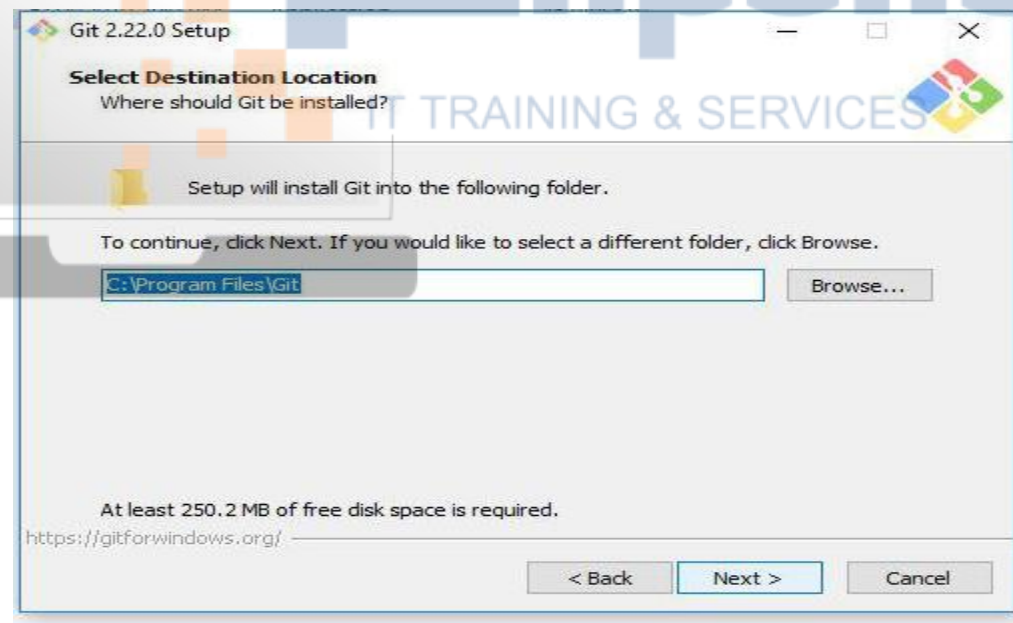 Git 2.22.0 Setup
Select Destination Location
Where should Git be installed?
IT TRAINING & SERVICES
Setup will install Git into the following folder.
To continue, click Next. If you would like to select a different folder, click Browse.
C:\Program Files\Git
Browse...
At least 250.2 MB of free disk space is required.
https://gitforwindows.org/
< Back
Next >
Cancel